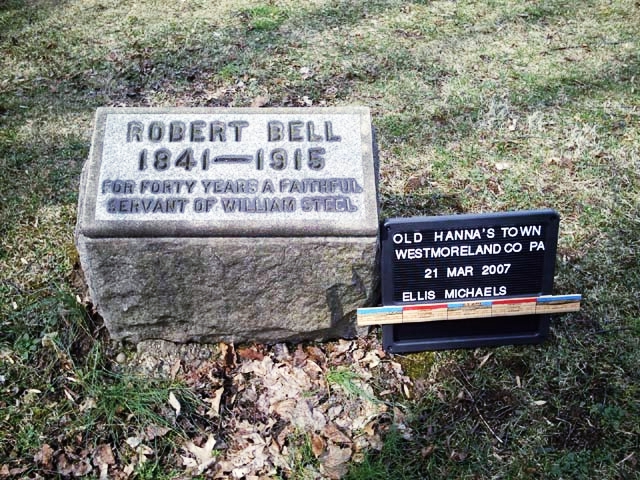 ROBERT BELL
1841—1915
FOR FORTY YEARS A FAITHFUL
SERVANT OF WILLIAM STEEL
OLD HANNA'S TOWN
WESTMORELAND CO PA
21 MAR 2007
ELLIS MICHAELS